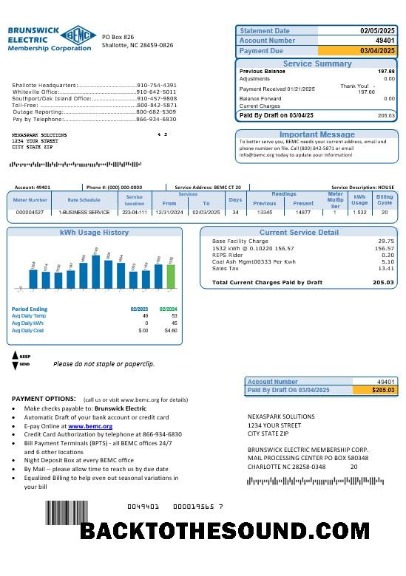 BRUNSWICK
ELECTRIC
Membership Corporation
BEMC
PO Box 826
Shallotte, NC 28459-0826
Statement Date 02/05/2025
Account Number 49401
Payment Due 03/04/2025
Service Summary
Previous Balance 197.66
Adjustments 0.00
Payment Received 01/21/2025 Thank You! - 197.66
Balance Forward 0.00
Current Charges
Paid By Draft On 03/04/25 205.03
Shallotte Headquarters: 910-754-4391
Whiteville Office: 910-642-5011
Southport/Oak Island Office: 910-457-9808
Toll-Free: 800-842-5871
Outage Reporting: 800-682-5309
Pay by Telephone: 866-934-6830
NEXASPARK SOLUTIONS 4 2
1234 YOUR STREET
CITY STATE ZIP
Important Message
To better serve you, BEMC needs your current address, email
and phone number on file. Call (800) 842-5871 or email
info@bemc.org today to update your information!
Account: 49401 Phone #: (000) 000-0000 Service Address: BEMC CT 20 Service Description: HOUSE
Meter Number Rate Schedule Service Location Services From To Days Readings Previous Present Meter Multiplier kWh Usage Billing Code
000004527 1-BUSINESS SERVICE 223-04-111 12/31/2024 02/03/2025 34 13345 14877 1 1532 20
kWh Usage History
Period Ending 02/2023 02/2024
Avg Daily Temp 49 53
Avg Daily kWh 0 45
Avg Daily Cost \$.00 \$4.60
Current Service Detail
Base Facility Charge 29.75
1532 kWh @ 0.10220 156.57 156.57
REPS Rider 0.20
Coal Ash Mgmt00333 Per Kwh 5.10
Sales Tax 13.41
Total Current Charges Paid by Draft 205.03
KEEP
SEND
Please do not staple or paperclip.
Account Number 49401
Paid By Draft On 03/04/2025 \$205.03
PAYMENT OPTIONS: (call us or visit www.bemc.org for details)
• Make checks payable to: Brunswick Electric
• Automatic Draft of your bank account or credit card
• E-pay Online at www.bemc.org
• Credit Card Authorization by telephone at 866-934-6830
• Bill Payment Terminals (BPTS) - all BEMC offices 24/7
and 6 other locations
• Night Deposit Box at every BEMC office
• By Mail -- please allow time to reach us by due date
• Equalized Billing to help even out seasonal variations in
your bill
NEXASPARK SOLUTIONS
1234 YOUR STREET
CITY STATE ZIP
BRUNSWICK ELECTRIC MEMBERSHIP CORP.
MAIL PROCESSING CENTER PO BOX 580348
CHARLOTTE NC 28258-0348 20
0049401 000019565 7
BACKTOTHESOUND.COM